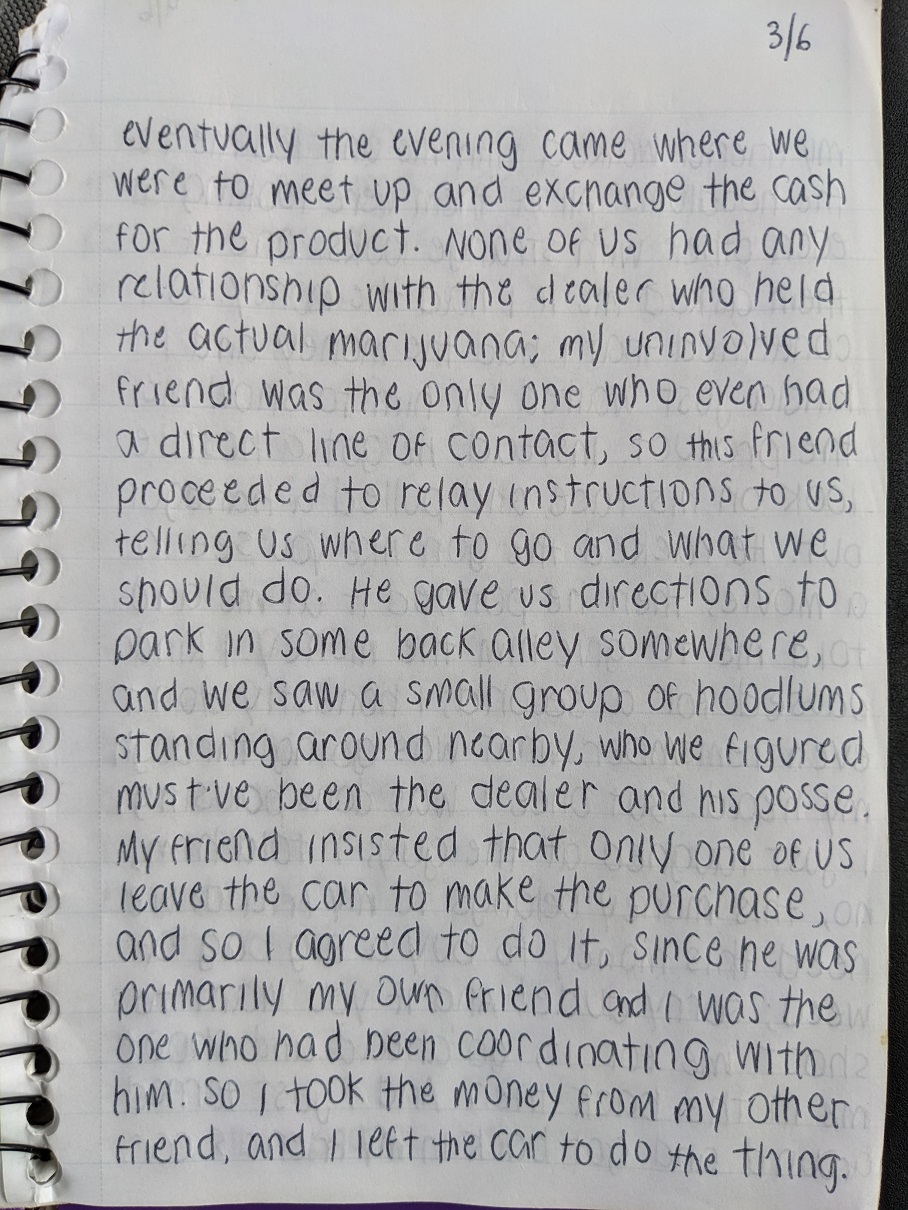 3/6
eventually the evening came where we
were to meet up and exchange the cash
for the product. None of us had any
relationship with the dealer who held
the actual marijuana; my uninvolved
friend was the only one who even had
a direct line of contact, so this friend
proceeded to relay instructions to us,
telling us where to go and what we
should do. He gave us directions to
park in some back alley somewhere,
and we saw a small group of hoodlums
standing around nearby, who we figured
must've been the dealer and his posse.
My friend insisted that only one of us
leave the car to make the purchase,
and so I agreed to do it, since he was
primarily my own friend and I was the
one who had been coordinating with
him. So I took the money from my other
friend, and I left the car to do the thing.